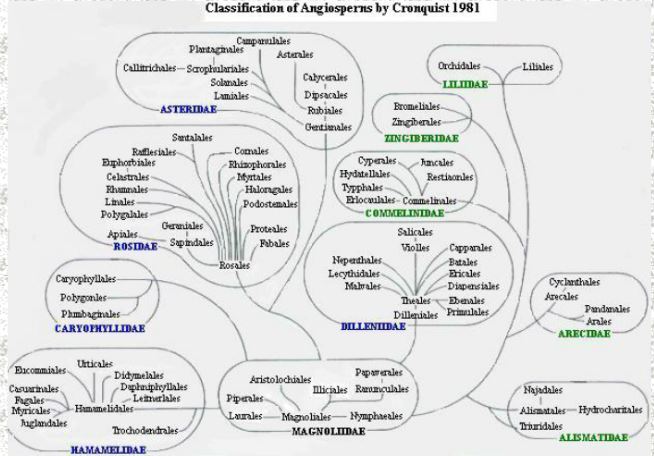 Classification of Angiosperns by Cronquist 1981
Campanulales
Plantaginales
Asterales
Callitrichales
Scrophulariales
Calycerales
Solanales
Dipsacales
Lamiales
Rubiales
Gentianales
ASTERIDAE
Orchidales
Liliales
LILIIDAE
Bromeliales
Zingiberales
ZINGIBERIDAE
Santalales
Rafflesiales
Cornales
Euphorbiales
Rhizophorales
Celastrales
Myrtales
Rhamnales
Haloragales
Linales
Podostemales
Polygalales
Geraniales
Proteales
Apiales
Sapindales
Fabales
Rosales
ROSIDAE
Cyperales
Juncales
Hydatellales
Restiaonles
Typphales
Eriocaulales
Commelinales
COMMELINIDAE
Salicales
Violles
Nepenthales
Capparales
Lecythidales
Batales
Malvales
Ericales
Diapensiales
Theales
Ebenales
Dilleniales
Primulales
DILLENIIDAE
Caryophyllales
Polygonles
Plumbaginales
CARYOPHYLLIDAE
Cyclanthales
Arecales
Pandanales
Arales
ARECIDAE
Eucommiales
Urticales
Didymelales
Casuarinales
Daphniphyllales
Fagales
Leitnerlales
Myricales
Hamamelidales
Juglandales
Trochodendrales
HAMAMELIDAE
Aristolochiales
Papaverales
Piperales
Illiciales
Ranunculales
Laurales
Magnoliales
Nymphaeales
MAGNOLIIDAE
Najadales
Alismatales
Hydrocharitales
Triuridales
ALISMATIDAE